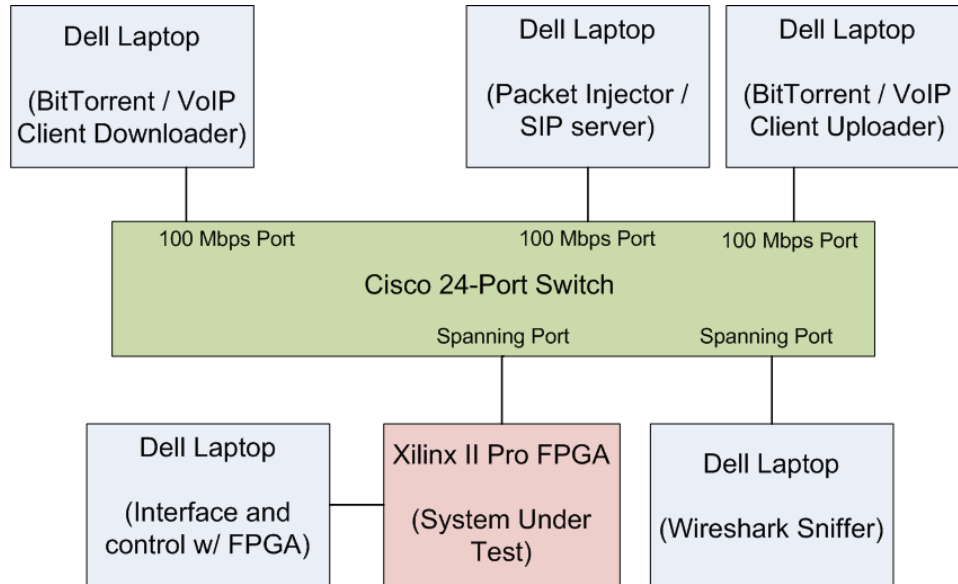 Dell Laptop
(BitTorrent / VoIP
Client Downloader)
Dell Laptop
(Packet Injector /
SIP server)
Dell Laptop
(BitTorrent / VoIP
Client Uploader)
100 Mbps Port
100 Mbps Port
100 Mbps Port
Cisco 24-Port Switch
Spanning Port
Spanning Port
Dell Laptop
(Interface and
control w/ FPGA)
Xilinx II Pro FPGA
(System Under
Test)
Dell Laptop
(Wireshark Sniffer)